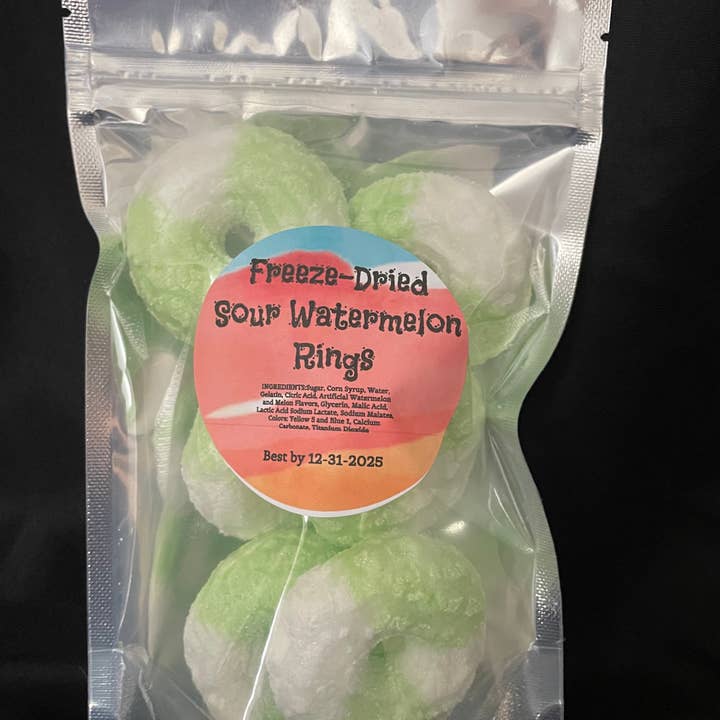 Freeze-Dried
Sour Watermelon
Rings
INGREDIENTS:Sugar, Corn Syrup, Water,
Gelatin, Citric Acid, Artificial Watermelon
and Melon Flavors, Glycerin, Malic Acid,
Lactic Acid Sodium Lactate, Sodium Malates,
Colors: Yellow 5 and Blue 1, Calcium
Carbonate, Titanium Dioxide
Best by 12-31-2025